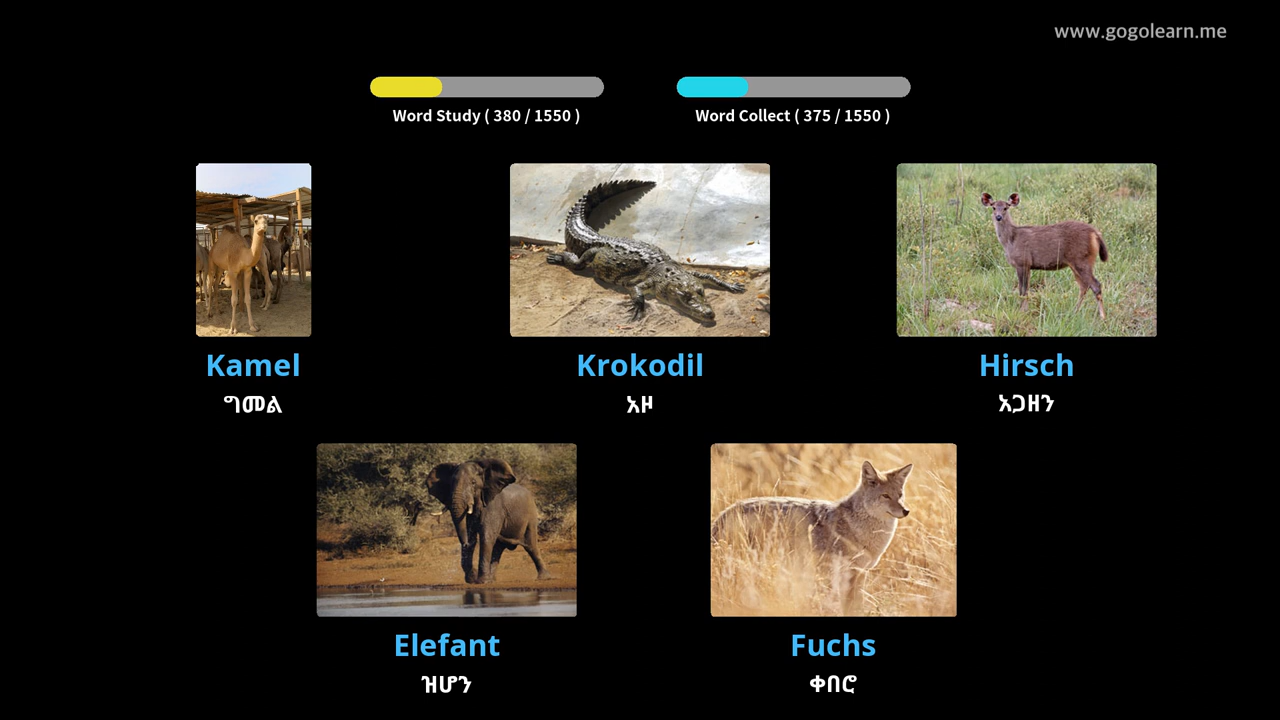 www.gogolearn.me
Word Study ( 380 / 1550 )
Word Collect ( 375 / 1550 )
Kamel
ግመል
Krokodil
አዞ
Hirsch
አጋዘን
Elefant
ዝሆን
Fuchs
ቀበሮ